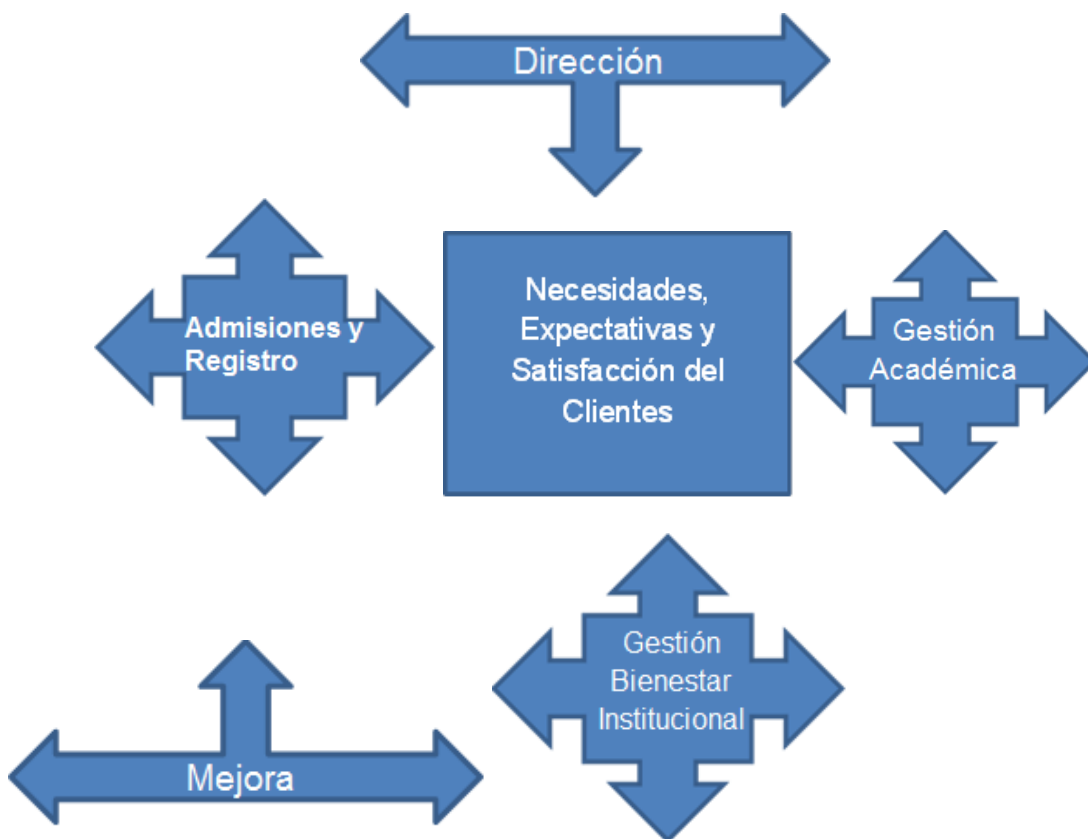 Dirección
Admisiones y
Registro
Necesidades,
Expectativas y
Satisfacción del
Clientes
Gestión
Académica
Gestión
Bienestar
Institucional
Mejora